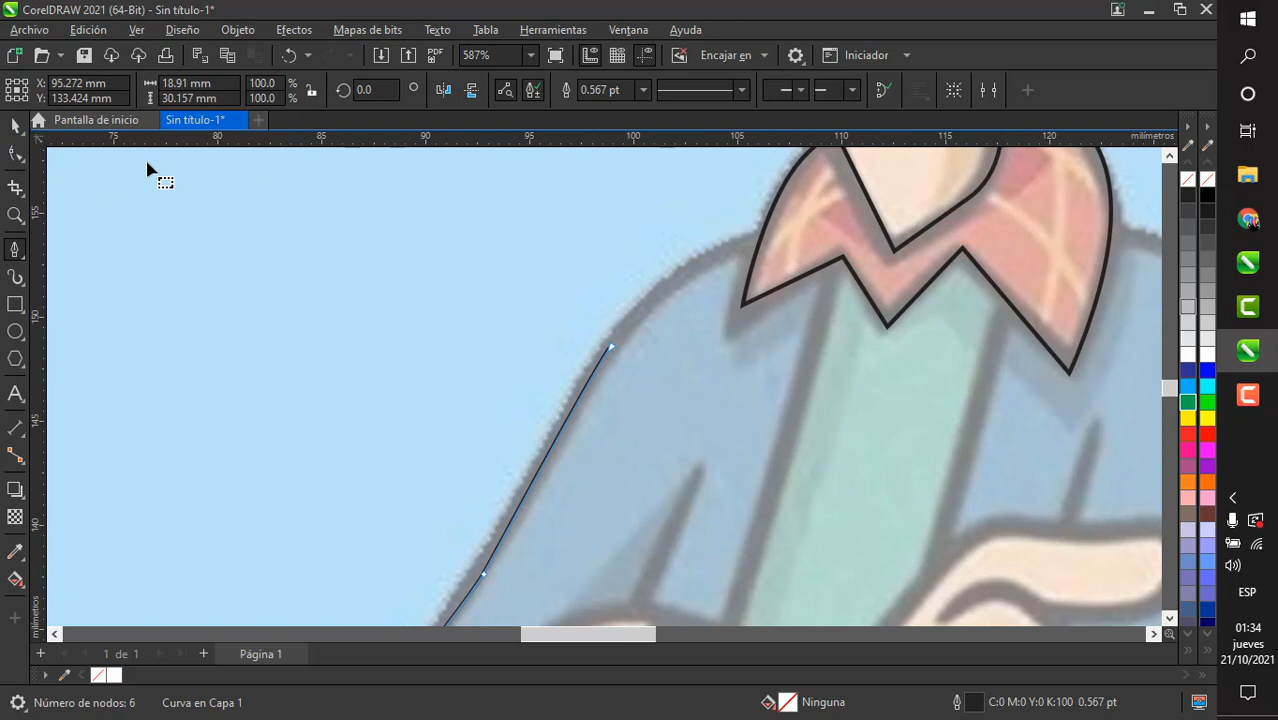 CorelDRAW 2021 (64-Bit) - Sin título-1*
Archivo Edición Ver Diseño Objeto Efectos Mapas de bits Texto Tabla Herramientas Ventana Ayuda
PDF 587% Encajar en Iniciador
X: 95.272 mm 18.91 mm 100.0 % 0.0 0.567 pt
Y: 133.424 mm 30.157 mm 100.0 %
Pantalla de inicio Sin título-1*
75 80 85 90 95 100 105 110 115 120 milímetros
155
150
145
140
milímetros
1 de 1 Página 1
Número de nodos: 6 Curva en Capa 1 Ninguna C:0 M:0 Y:0 K:100 0.567 pt
ESP
01:34
jueves
21/10/2021